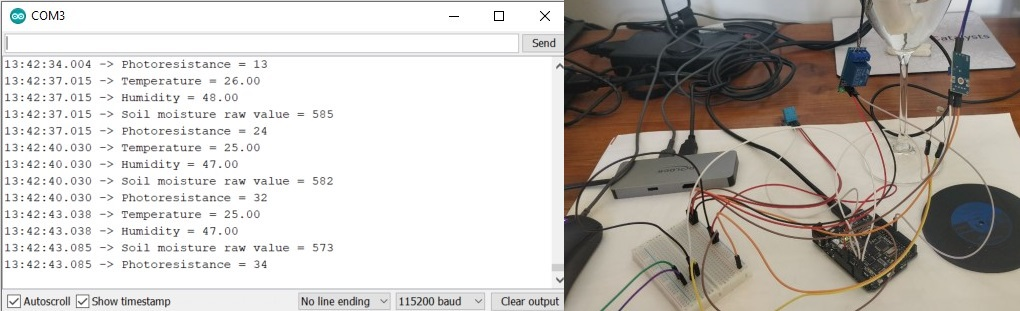 COM3
Send
13:42:34.004 -> Photoresistance = 13
13:42:37.015 -> Temperature = 26.00
13:42:37.015 -> Humidity = 48.00
13:42:37.015 -> Soil moisture raw value = 585
13:42:37.015 -> Photoresistance = 24
13:42:40.030 -> Temperature = 25.00
13:42:40.030 -> Humidity = 47.00
13:42:40.030 -> Soil moisture raw value = 582
13:42:40.030 -> Photoresistance = 32
13:42:43.038 -> Temperature = 25.00
13:42:43.038 -> Humidity = 47.00
13:42:43.085 -> Soil moisture raw value = 573
13:42:43.085 -> Photoresistance = 34
Autoscroll Show timestamp No line ending 115200 baud Clear output